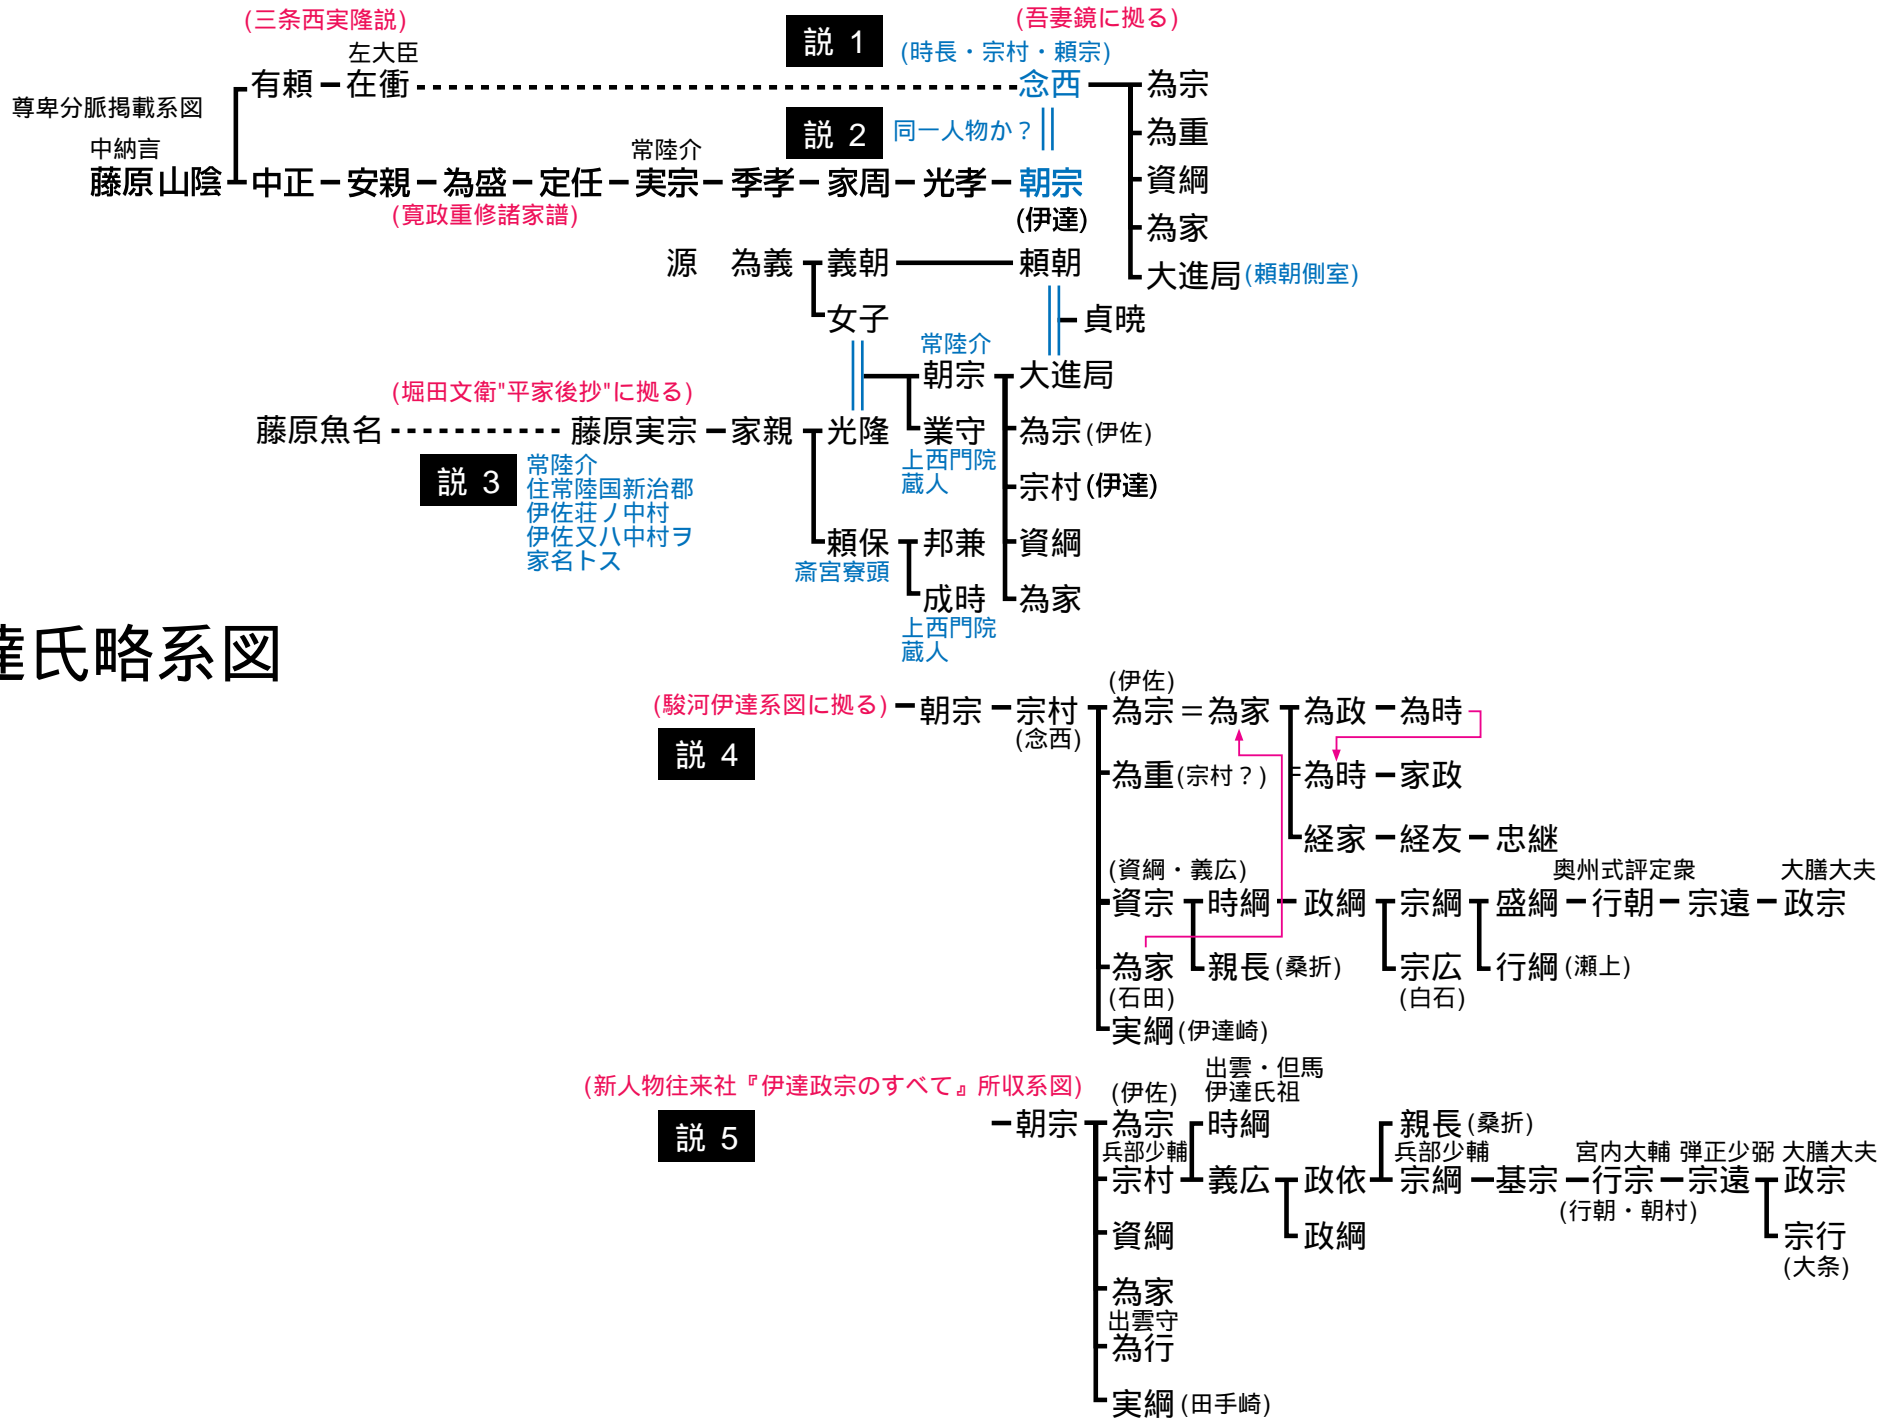 (三条西実隆説)
説 1
(吾妻鏡に拠る)
左大臣
(時長・宗村・頼宗)
有頼 在衝 念西 為宗
尊卑分脈掲載系図
説 2
同一人物か？
為重
中納言
常陸介
藤原山陰 中正 安親 為盛 定任 実宗 季孝 家周 光孝 朝宗
資綱
(寛政重修諸家譜)
(伊達)
為家
源 為義 義朝 頼朝
大進局(頼朝側室)
女子
貞暁
常陸介
朝宗 大進局
(堀田文衛"平家後抄"に拠る)
藤原魚名 藤原実宗 家親 光隆 業守 為宗(伊佐)
説 3
常陸介
住常陸国新治郡
伊佐荘ノ中村
伊佐又ハ中村ヲ
家名トス
上西門院
蔵人
宗村(伊達)
頼保 邦兼 資綱
斎宮寮頭
成時 為家
上西門院
蔵人
達氏略系図
(伊佐)
(駿河伊達系図に拠る) 朝宗 宗村 為宗＝為家 為政 為時
(念西)
説 4
為重(宗村？) =為時 家政
経家 経友 忠継
(資綱・義広)
奥州式評定衆
大膳大夫
資宗 時綱 政綱 宗綱 盛綱 行朝 宗遠 政宗
為家 親長(桑折) 宗広 行綱(瀬上)
(石田)
(白石)
実綱(伊達崎)
(新人物往来社『伊達政宗のすべて』所収系図)
出雲・但馬
伊達氏祖
(伊佐)
説 5
朝宗 為宗 時綱 親長(桑折)
兵部少輔
兵部少輔
宮内大輔 弾正少弼 大膳大夫
宗村 義広 政依 宗綱 基宗 行宗 宗遠 政宗
(行朝・朝村)
資綱 政綱 宗行
(大条)
為家
出雲守
為行
実綱(田手崎)